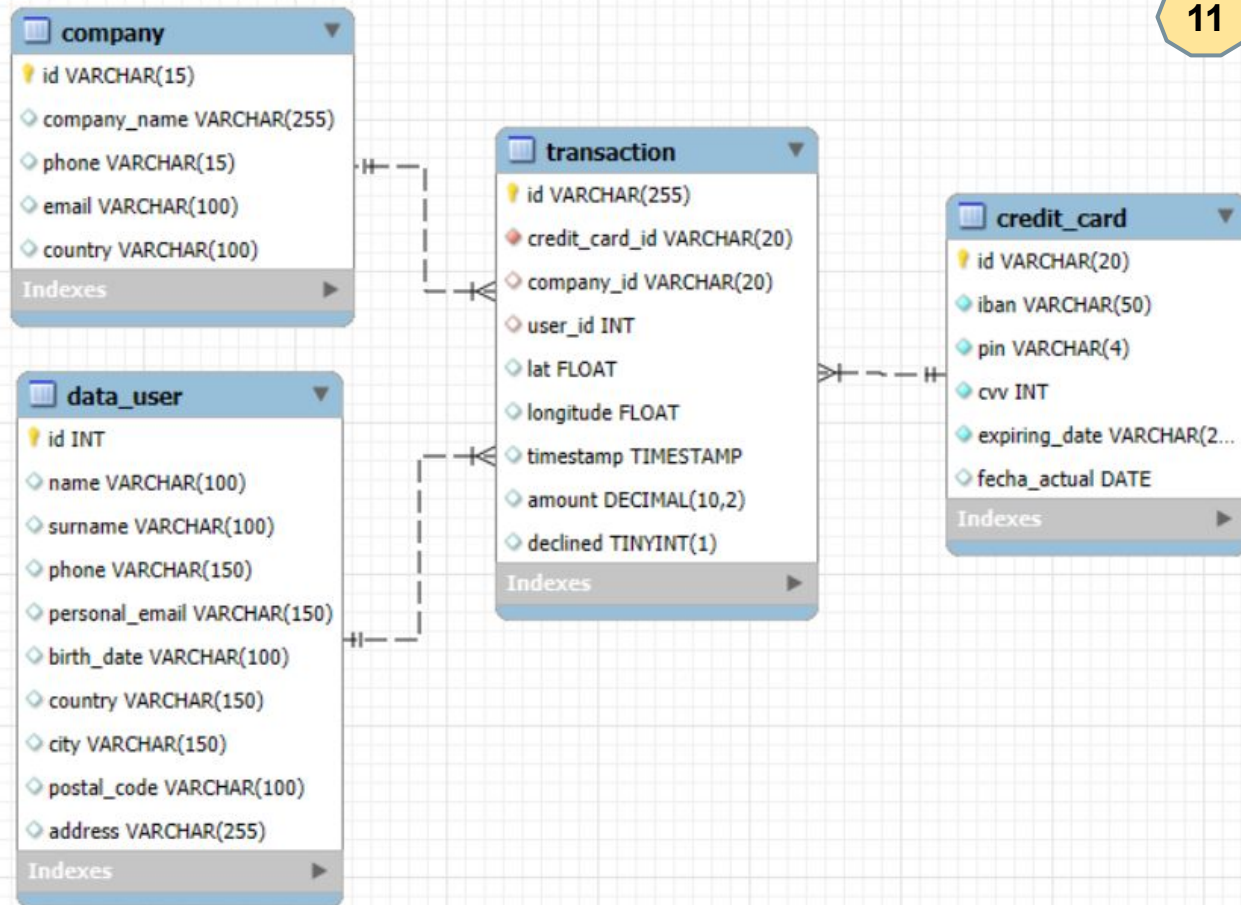 11
company
id VARCHAR(15)
company_name VARCHAR(255)
phone VARCHAR(15)
email VARCHAR(100)
country VARCHAR(100)
Indexes
data_user
id INT
name VARCHAR(100)
surname VARCHAR(100)
phone VARCHAR(150)
personal_email VARCHAR(150)
birth_date VARCHAR(100)
country VARCHAR(150)
city VARCHAR(150)
postal_code VARCHAR(100)
address VARCHAR(255)
Indexes
transaction
id VARCHAR(255)
credit_card_id VARCHAR(20)
company_id VARCHAR(20)
user_id INT
lat FLOAT
longitude FLOAT
timestamp TIMESTAMP
amount DECIMAL(10,2)
declined TINYINT(1)
Indexes
credit_card
id VARCHAR(20)
iban VARCHAR(50)
pin VARCHAR(4)
cvv INT
expiring_date VARCHAR(2...
fecha_actual DATE
Indexes